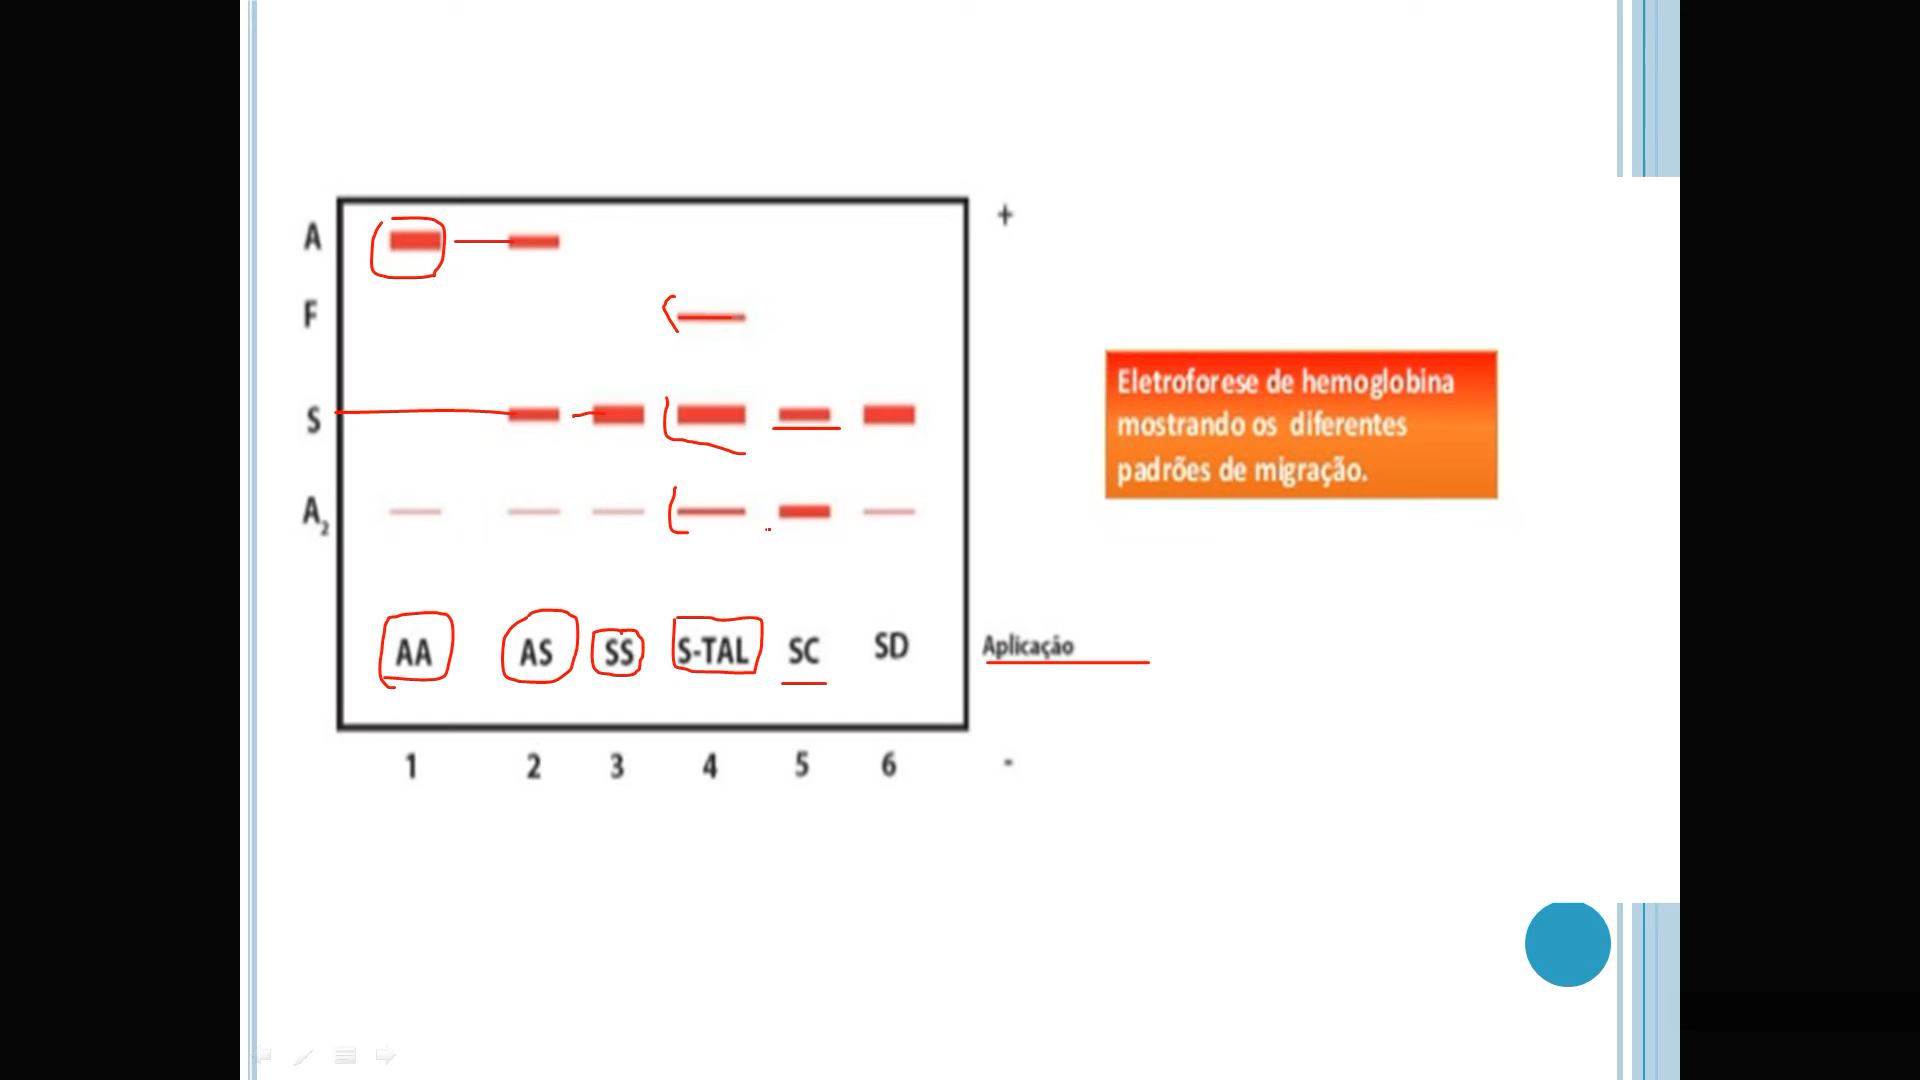 +
A
F
S
A₂
Eletroforese de hemoglobina
mostrando os diferentes
padrões de migração.
AA AS SS S-TAL SC SD Aplicação
1 2 3 4 5 6 -